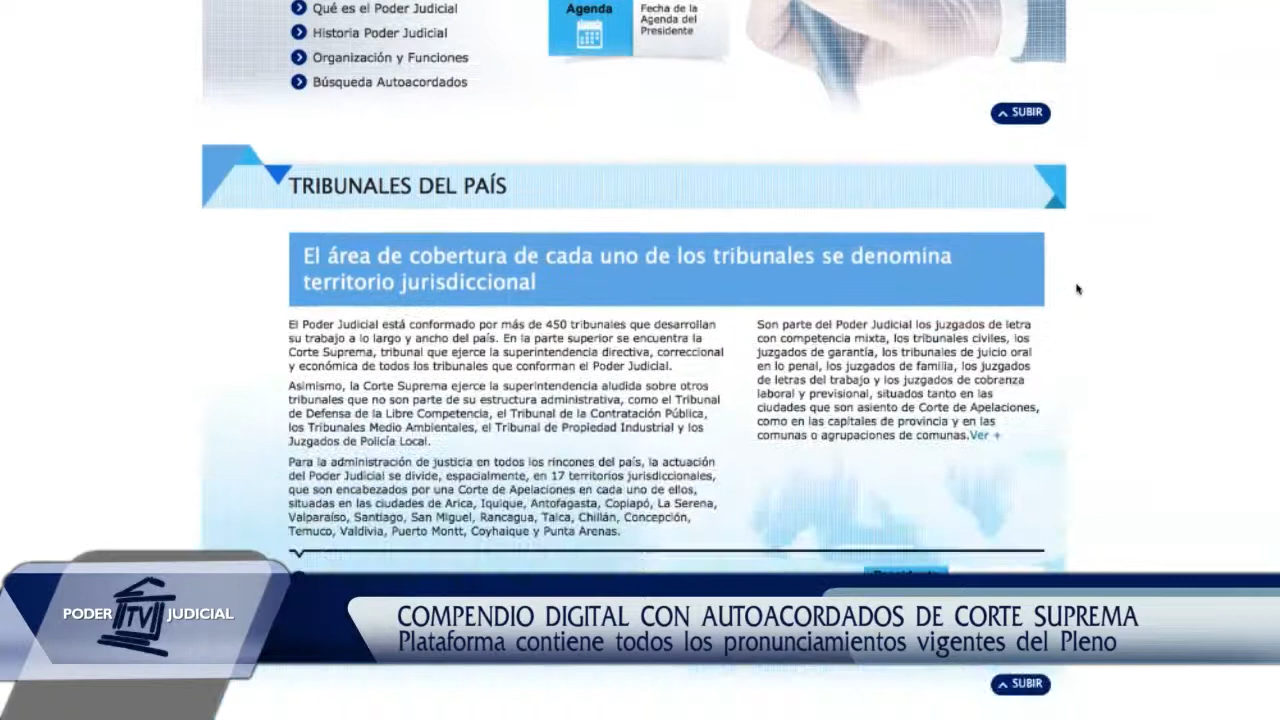 Qué es el Poder Judicial
Historia Poder Judicial
Organización y Funciones
Búsqueda Autoacordados
Agenda
Fecha de la
Agenda del
Presidente
SUBIR
TRIBUNALES DEL PAÍS
El área de cobertura de cada uno de los tribunales se denomina
territorio jurisdiccional
El Poder Judicial está conformado por más de 450 tribunales que desarrollan
su trabajo a lo largo y ancho del país. En la parte superior se encuentra la
Corte Suprema, tribunal que ejerce la superintendencia directiva, correccional
y económica de todos los tribunales que conforman el Poder Judicial.
Asimismo, la Corte Suprema ejerce la superintendencia aludida sobre otros
tribunales que no son parte de su estructura administrativa, como el Tribunal
de Defensa de la Libre Competencia, el Tribunal de la Contratación Pública,
los Tribunales Medio Ambientales, el Tribunal de Propiedad Industrial y los
Juzgados de Policía Local.
Para la administración de justicia en todos los rincones del país, la actuación
del Poder Judicial se divide, espacialmente, en 17 territorios jurisdiccionales,
que son encabezados por una Corte de Apelaciones en cada uno de ellos,
situadas en las ciudades de Arica, Iquique, Antofagasta, Copiapó, La Serena,
Valparaíso, Santiago, San Miguel, Rancagua, Talca, Chillán, Concepción,
Temuco, Valdivia, Puerto Montt, Coyhaique y Punta Arenas.
Son parte del Poder Judicial los juzgados de letra
con competencia mixta, los tribunales civiles, los
juzgados de garantía, los tribunales de juicio oral
en lo penal, los juzgados de familia, los juzgados
de letras del trabajo y los juzgados de cobranza
laboral y previsional, situados tanto en las
ciudades que son asiento de Corte de Apelaciones,
como en las capitales de provincia y en las
comunas o agrupaciones de comunas.Ver +
PODER TV JUDICIAL
COMPENDIO DIGITAL CON AUTOACORDADOS DE CORTE SUPREMA
Plataforma contiene todos los pronunciamientos vigentes del Pleno
SUBIR